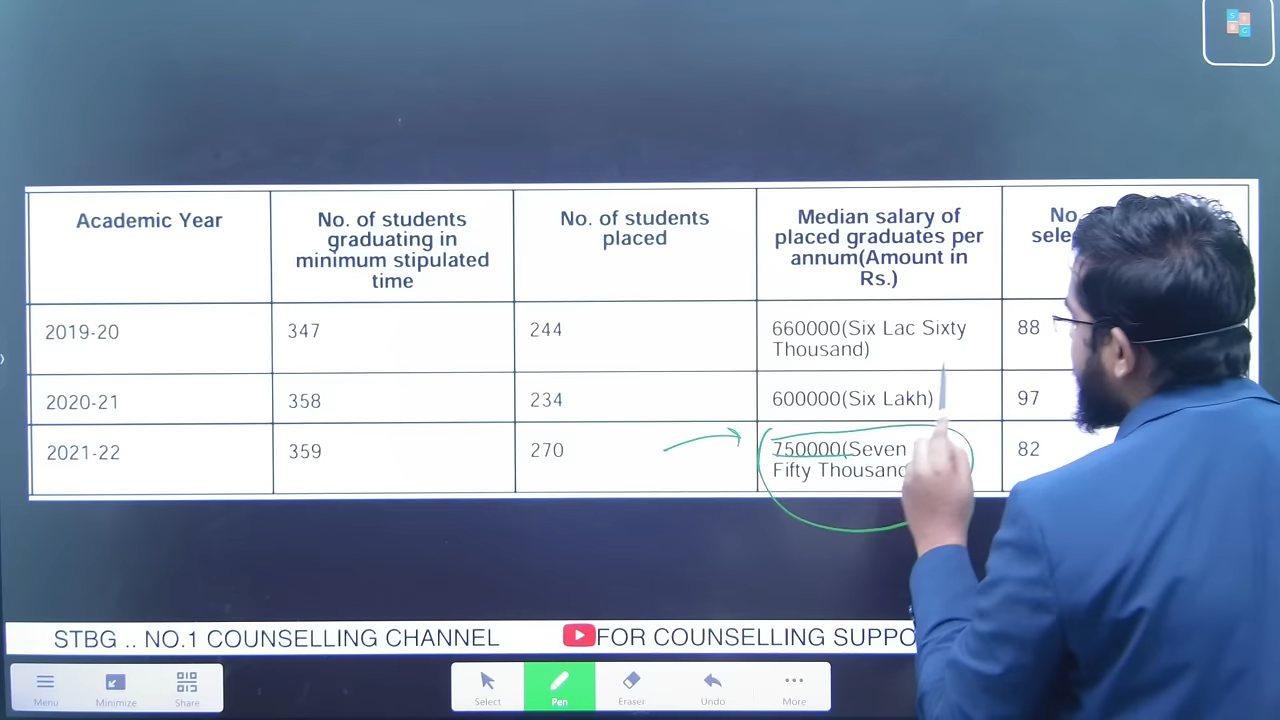 Academic Year
No. of students
graduating in
minimum stipulated
time
No. of students
placed
Median salary of
placed graduates per
annum(Amount in
Rs.)
No
2019-20
347
244
660000(Six Lac Sixty
Thousand)
88
2020-21
358
234
600000(Six Lakh)
97
2021-22
359
270
750000(Seven
Fifty Thousand
82
STBG .. NO.1 COUNSELLING CHANNEL
FOR COUNSELLING
Menu
Minimize
Share
Select
Pen
Eraser
Undo
More